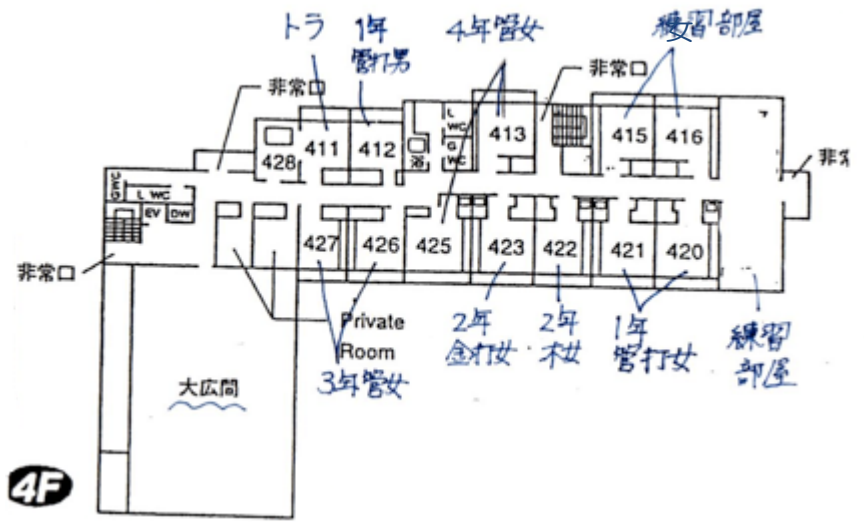 トラ
1年
管打男
4年管女
練習部屋
非常口
非常口
L
WC
G
WC
浴
428
411
412
413
415
416
非常
L WC
EV
DW
非常口
427
426
425
423
422
421
420
Private
Room
3年管女
2年
金打女
2年
木女
1年
管打女
練習
部屋
大広間
4F